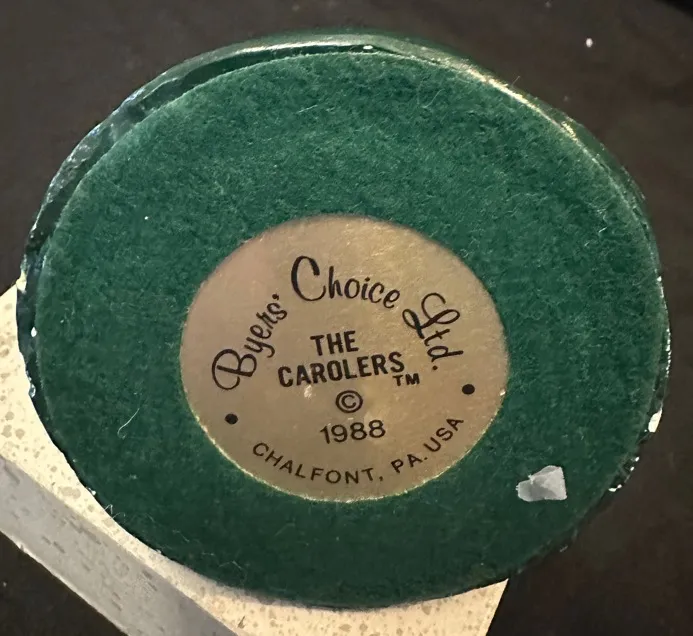 Byers' Choice Ltd.
THE
CAROLERS™
©
1988
CHALFONT, PA. USA